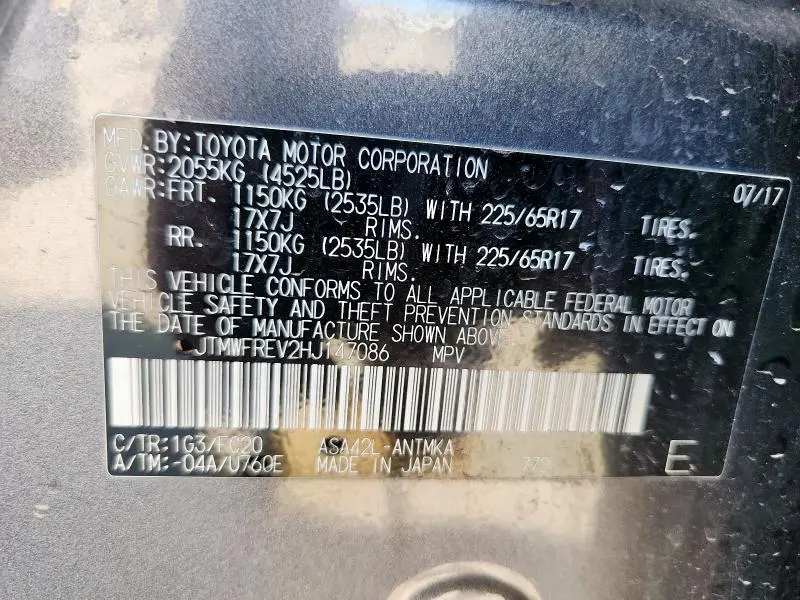 MFD. BY: TOYOTA MOTOR CORPORATION 07/17
GVWR: 2055KG (4525LB)
GAWR: FRT. 1150KG (2535LB) WITH 225/65R17 TIRES.
17X7J RIMS.
RR. 1150KG (2535LB) WITH 225/65R17 TIRES.
17X7J RIMS.
THIS VEHICLE CONFORMS TO ALL APPLICABLE FEDERAL MOTOR
VEHICLE SAFETY AND THEFT PREVENTION STANDARDS IN EFFECT ON
THE DATE OF MANUFACTURE SHOWN ABOVE.
JTMWFREV2HJ147086 MPV
C/TR: 1G3/FC20 ASA42L-ANTMKA
A/TM: -04A/U760E MADE IN JAPAN 772 E